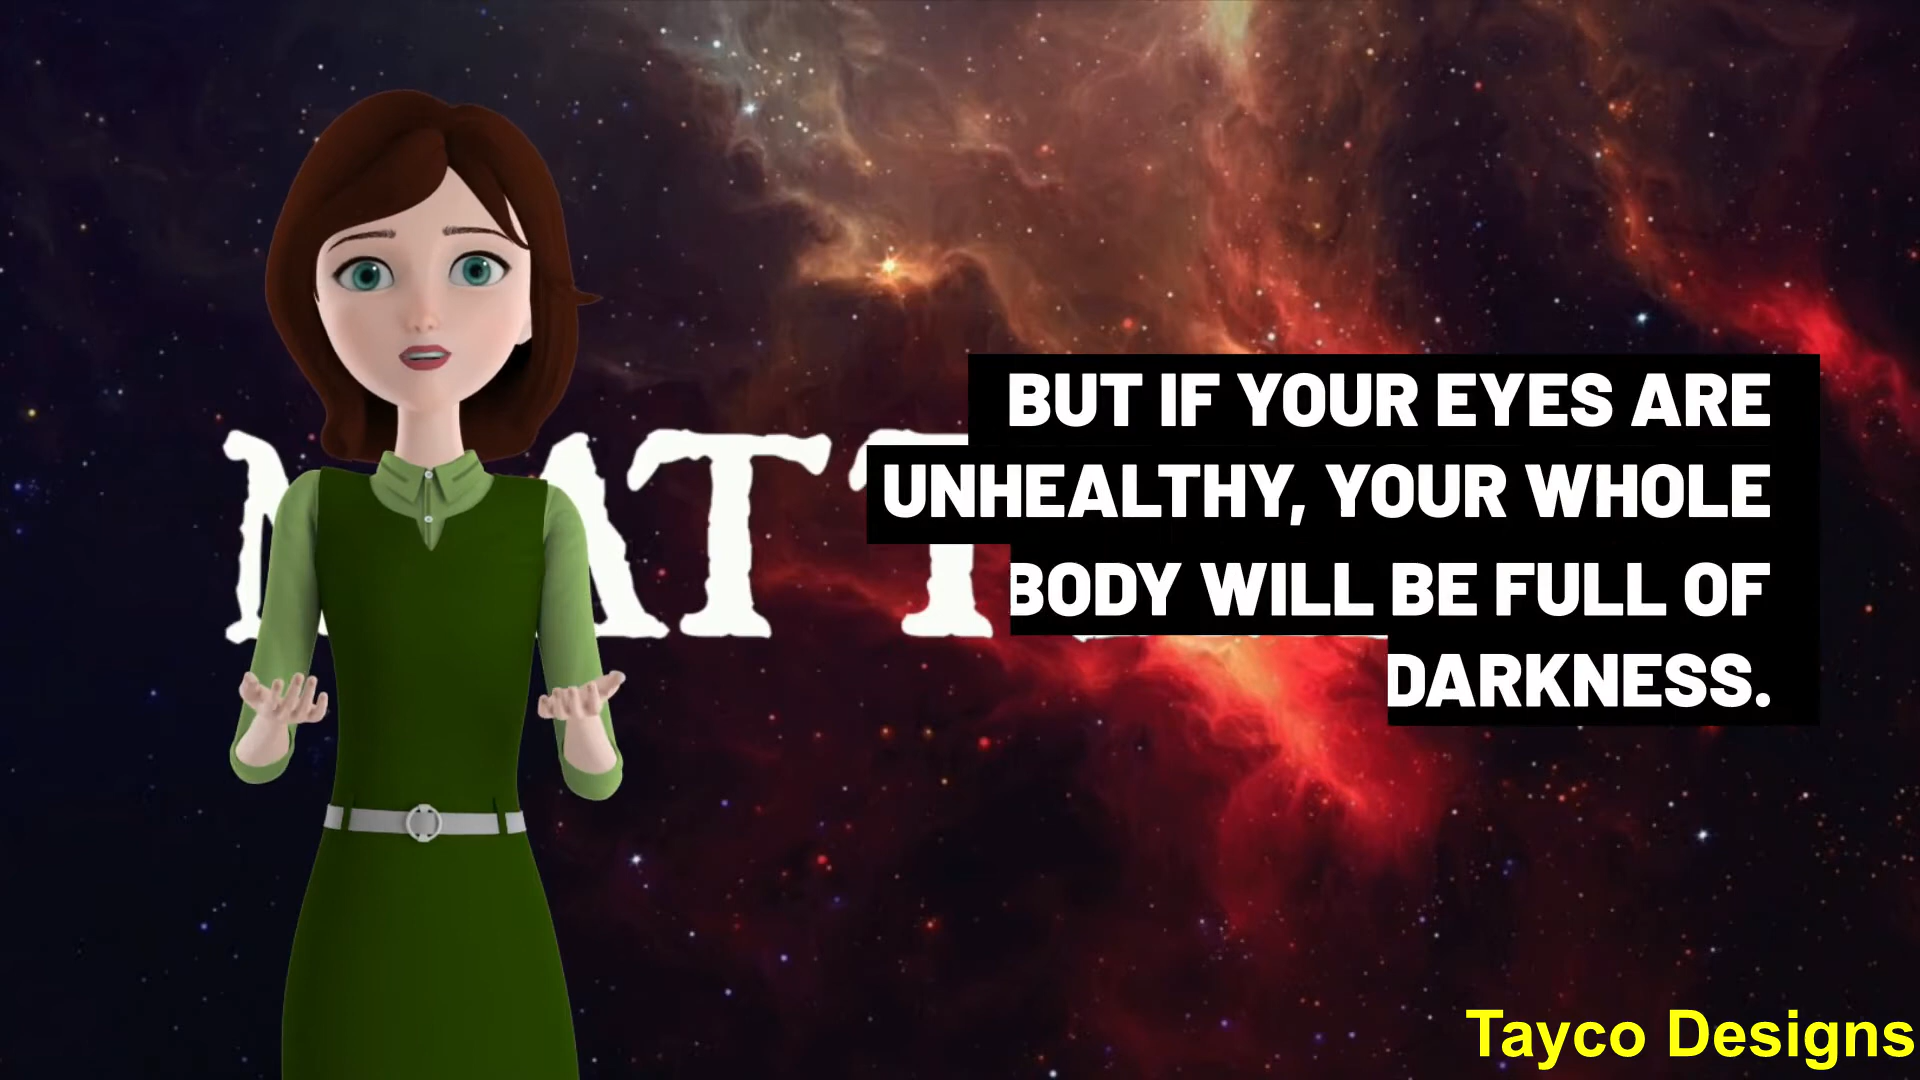 BUT IF YOUR EYES ARE
UNHEALTHY, YOUR WHOLE
BODY WILL BE FULL OF
DARKNESS.
Tayco Designs